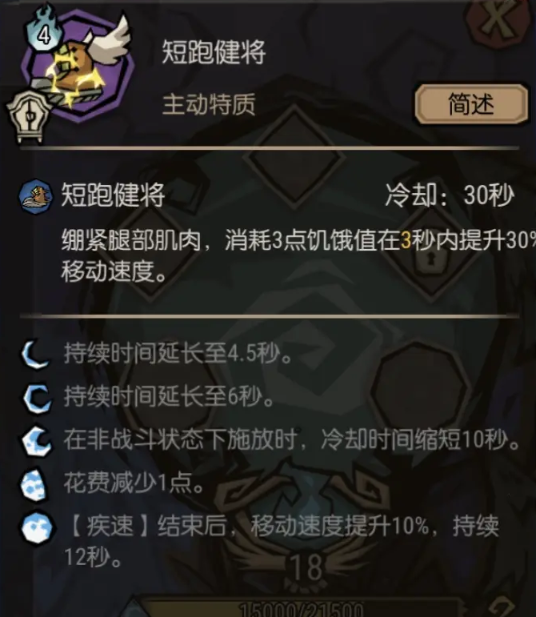 4
短跑健将
主动特质
简述
短跑健将
冷却：30秒
绷紧腿部肌肉，消耗3点饥饿值在3秒内提升30%
移动速度。
持续时间延长至4.5秒。
持续时间延长至6秒。
在非战斗状态下施放时，冷却时间缩短10秒。
花费减少1点。
【疾速】结束后，移动速度提升10%，持续
12秒。
18
15000/21500